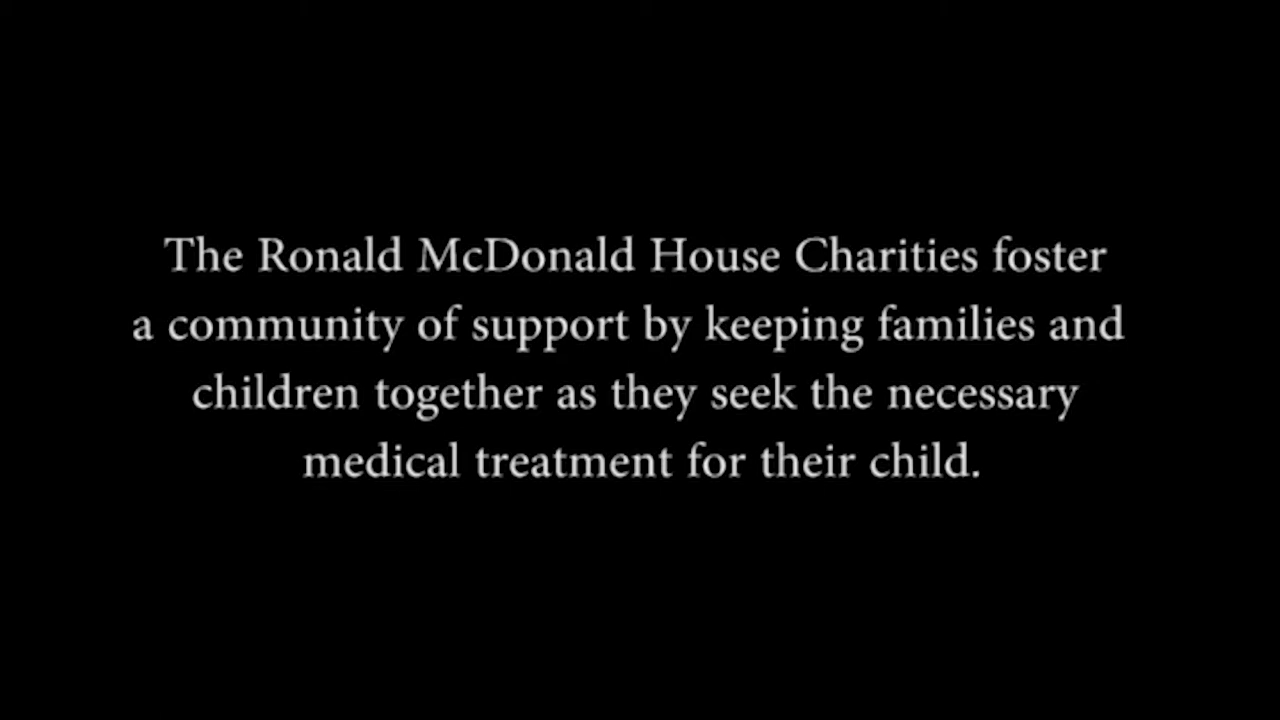 The Ronald McDonald House Charities foster
a community of support by keeping families and
children together as they seek the necessary
medical treatment for their child.